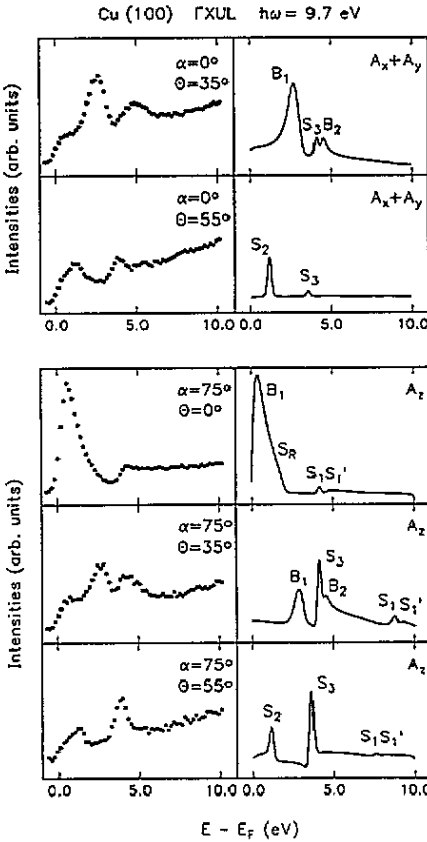 Cu (100) ΓXUL ħω= 9.7 eV
Intensities (arb. units)
α=0°
Θ=35°
A_x+A_y
B_1
S_3 B_2
α=0°
Θ=55°
A_x+A_y
S_2
S_3
0.0 5.0 10.0 0.0 5.0 10.0
Intensities (arb. units)
α=75°
Θ=0°
A_z
B_1
S_R
S_1 S_1'
α=75°
Θ=35°
A_z
S_3
B_1
B_2
S_1 S_1'
α=75°
Θ=55°
A_z
S_3
S_2
S_1 S_1'
0.0 5.0 10.0 0.0 5.0 10.0
E - E_F (eV)